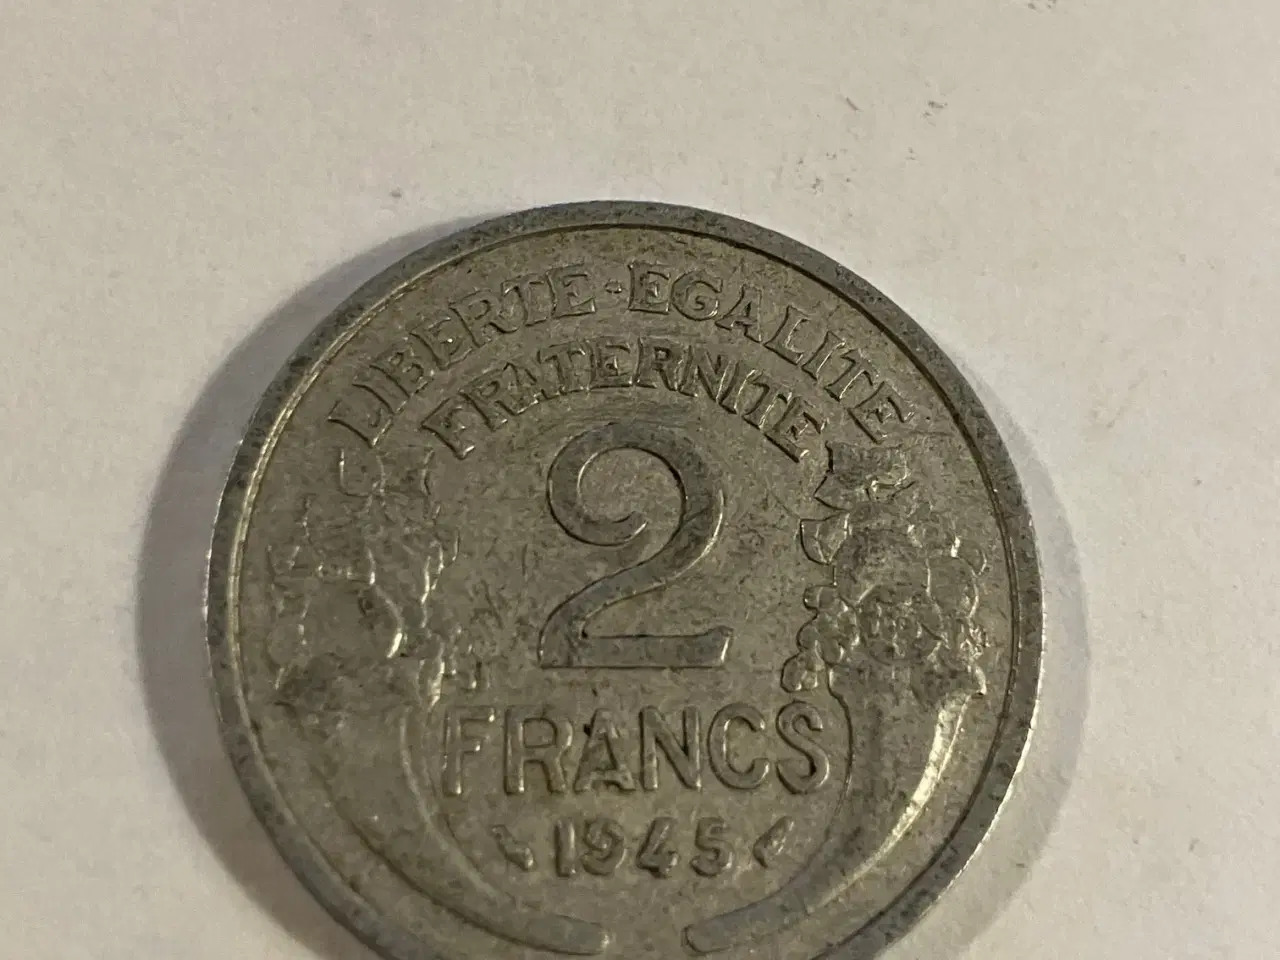 LIBERTE·EGALITE
FRATERNITE
2
FRANCS
1945